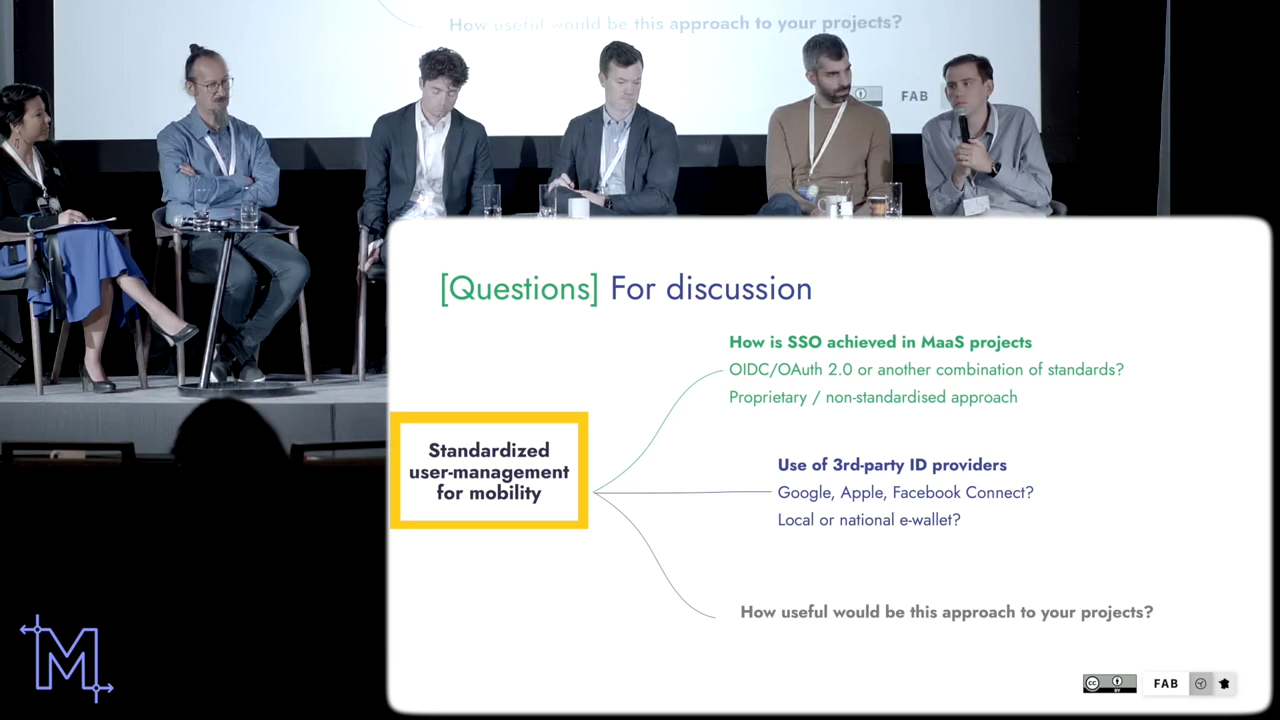 How useful would be this approach to your projects?
FAB
[Questions] For discussion
How is SSO achieved in MaaS projects
OIDC/OAuth 2.0 or another combination of standards?
Proprietary / non-standardised approach
Standardized
user-management
for mobility
Use of 3rd-party ID providers
Google, Apple, Facebook Connect?
Local or national e-wallet?
How useful would be this approach to your projects?
CC BY
FAB
M